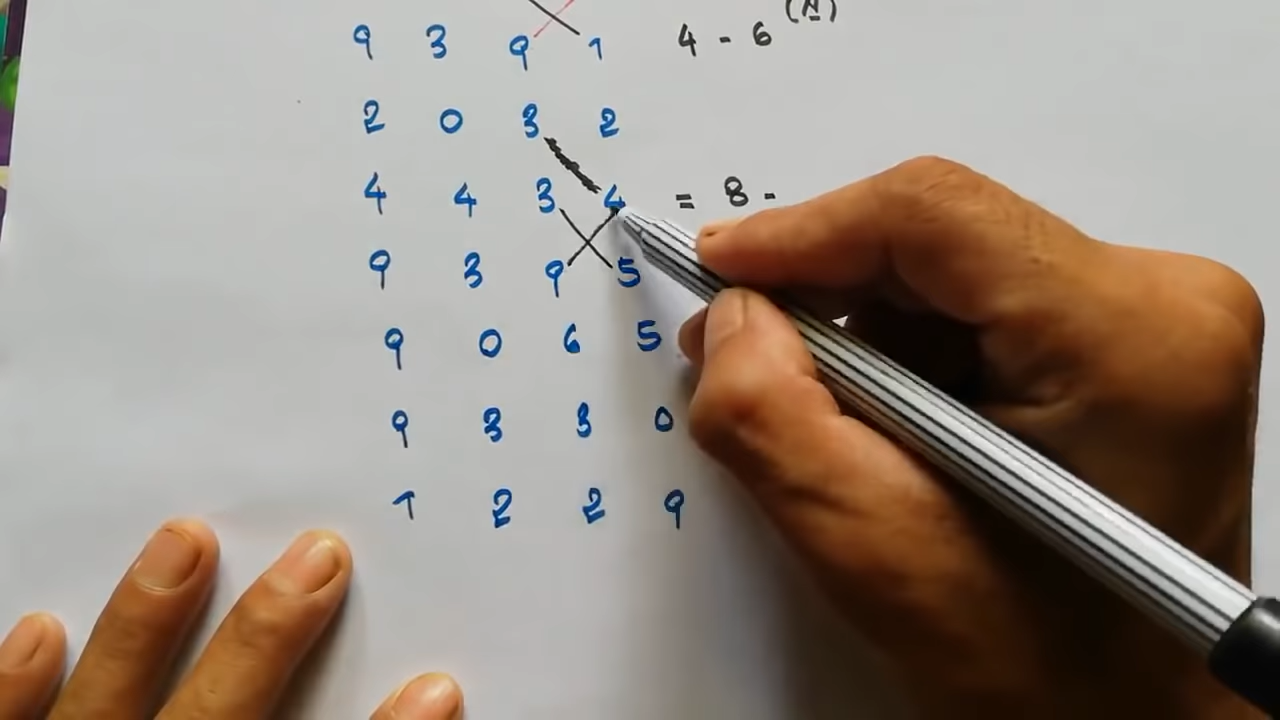 9 3 9 1 4 - 6 (N)
2 0 3 2
4 4 3 4 = 8 -
9 3 9 5
9 0 6 5
9 3 3 0
1 2 2 9